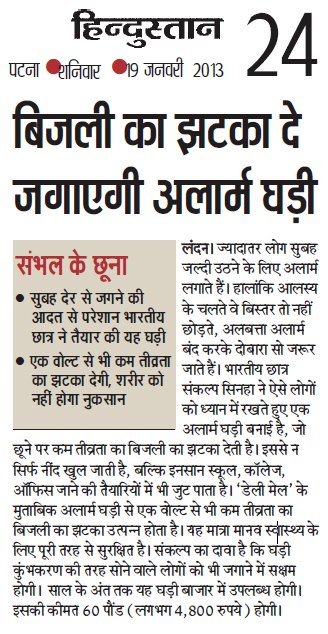 हिन्दुस्तान 24
पटना ●शनिवार ●19 जनवरी 2013
बिजली का झटका दे
जगाएगी अलार्म घड़ी
संभल के छूना
● सुबह देर से जगने की
आदत से परेशान भारतीय
छात्र ने तैयार की यह घड़ी
● एक वोल्ट से भी कम तीव्रता
का झटका देगी, शरीर को
नहीं होगा नुकसान
लंदन। ज्यादातर लोग सुबह
जल्दी उठने के लिए अलार्म
लगाते हैं। हालांकि आलस्य
के चलते वे बिस्तर तो नहीं
छोड़ते, अलबत्ता अलार्म
बंद करके दोबारा सो जरूर
जाते हैं। भारतीय छात्र
संकल्प सिनहा ने ऐसे लोगों
को ध्यान में रखते हुए एक
अलार्म घड़ी बनाई है, जो
छूने पर कम तीव्रता का बिजली का झटका देती है। इससे न
सिर्फ नींद खुल जाती है, बल्कि इनसान स्कूल, कॉलेज,
ऑफिस जाने की तैयारियों में भी जुट पाता है। 'डेली मेल' के
मुताबिक अलार्म घड़ी से एक वोल्ट से भी कम तीव्रता का
बिजली का झटका उत्पन्न होता है। यह मात्रा मानव स्वास्थ्य के
लिए पूरी तरह से सुरक्षित है। संकल्प का दावा है कि घड़ी
कुंभकरण की तरह सोने वाले लोगों को भी जगाने में सक्षम
होगी। साल के अंत तक यह घड़ी बाजार में उपलब्ध होगी।
इसकी कीमत 60 पौंड (लगभग 4,800 रुपये) होगी।